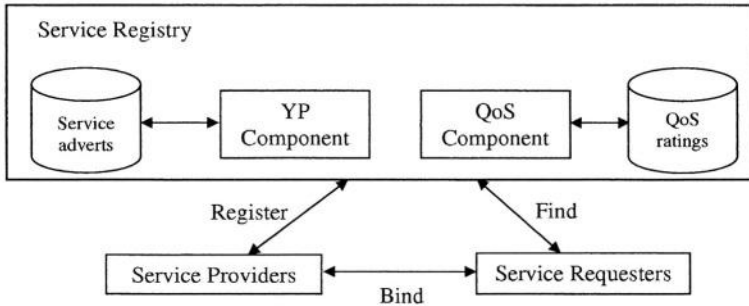 Service Registry
Service
adverts
YP
Component
QoS
Component
QoS
ratings
Register
Find
Service Providers
Service Requesters
Bind